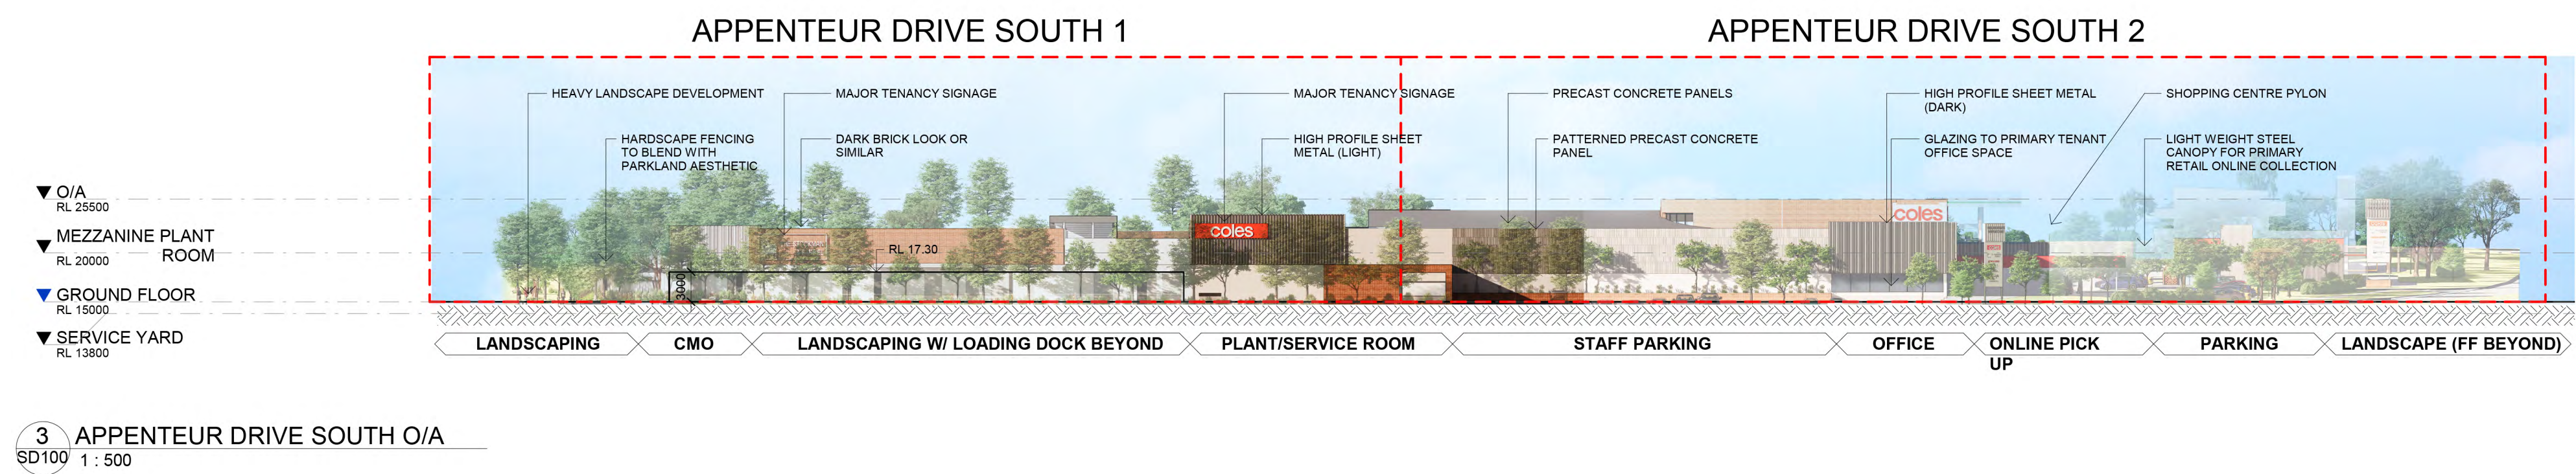 APPENTEUR DRIVE SOUTH 1
APPENTEUR DRIVE SOUTH 2
HEAVY LANDSCAPE DEVELOPMENT
MAJOR TENANCY SIGNAGE
MAJOR TENANCY SIGNAGE
PRECAST CONCRETE PANELS
HIGH PROFILE SHEET METAL
(DARK)
SHOPPING CENTRE PYLON
HARDSCAPE FENCING
TO BLEND WITH
PARKLAND AESTHETIC
DARK BRICK LOOK OR
SIMILAR
HIGH PROFILE SHEET
METAL (LIGHT)
PATTERNED PRECAST CONCRETE
PANEL
GLAZING TO PRIMARY TENANT
OFFICE SPACE
LIGHT WEIGHT STEEL
CANOPY FOR PRIMARY
RETAIL ONLINE COLLECTION
O/A
RL 25500
MEZZANINE PLANT
ROOM
RL 20000
GROUND FLOOR
RL 15000
SERVICE YARD
RL 13800
coles
coles
RL 17.30
3000
LANDSCAPING
CMO
LANDSCAPING W/ LOADING DOCK BEYOND
PLANT/SERVICE ROOM
STAFF PARKING
OFFICE
ONLINE PICK
UP
PARKING
LANDSCAPE (FF BEYOND)
3
SD100
APPENTEUR DRIVE SOUTH O/A
1 : 500